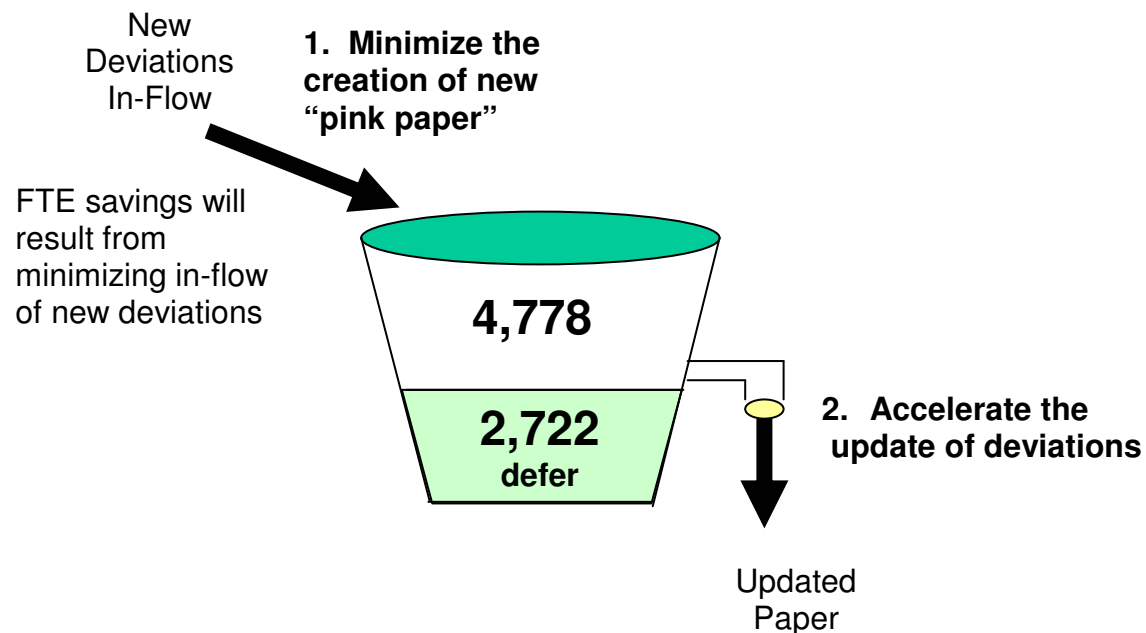 New
Deviations
In-Flow
1. Minimize the
creation of new
“pink paper”
FTE savings will
result from
minimizing in-flow
of new deviations
4,778
2,722
defer
2. Accelerate the
update of deviations
Updated
Paper